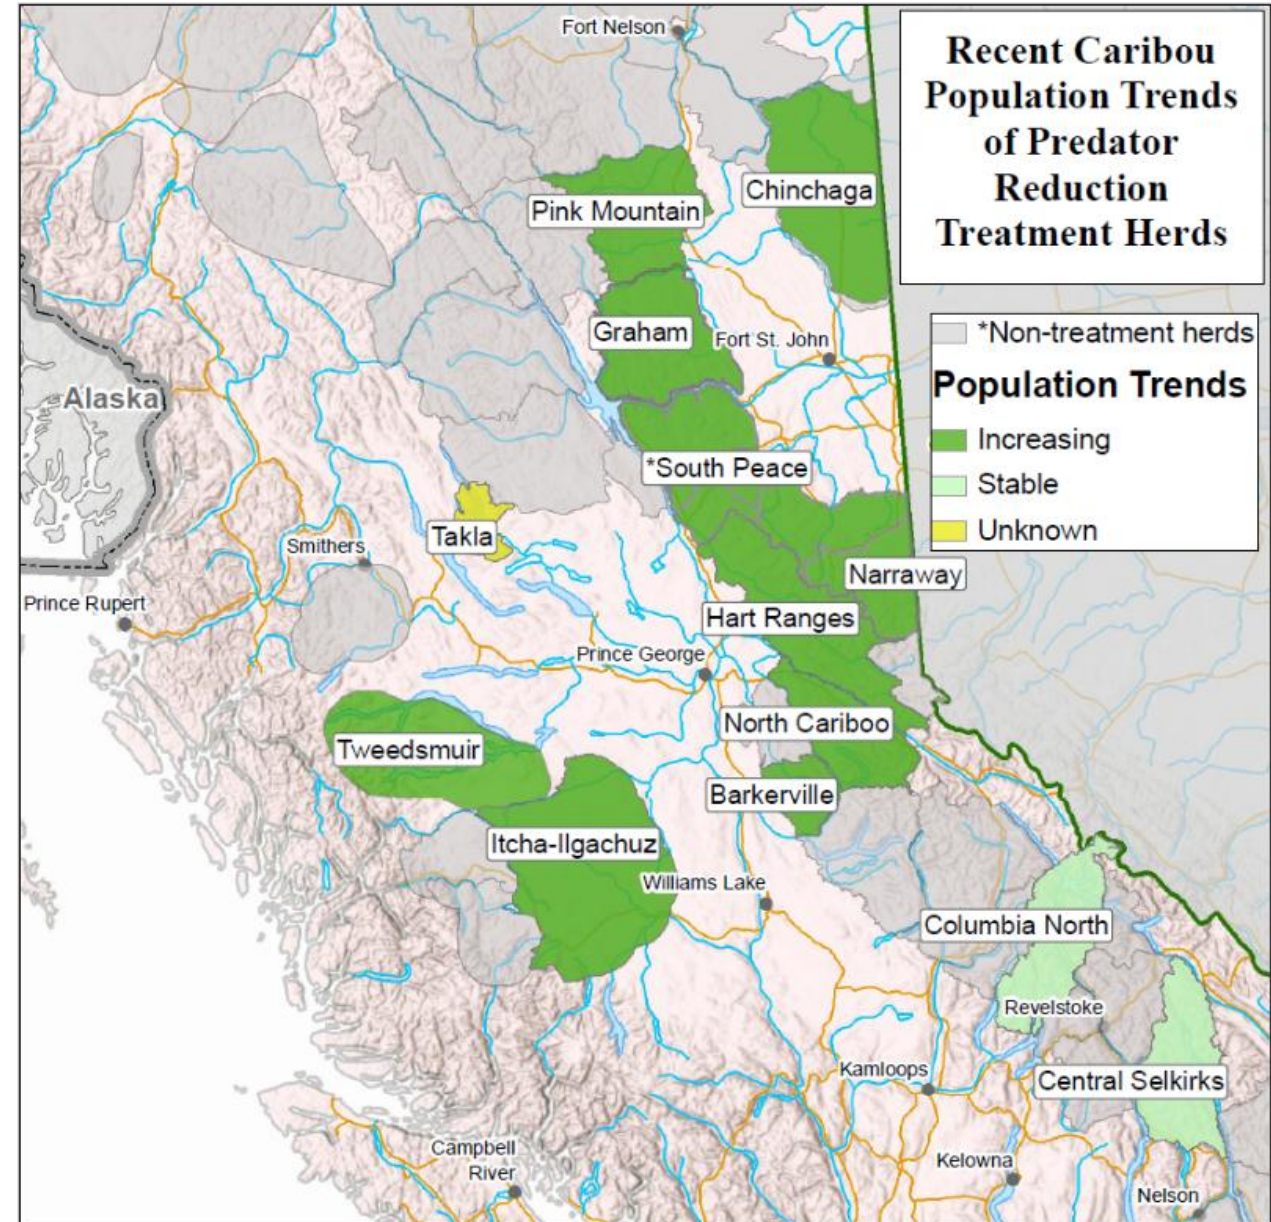 Recent Caribou
Population Trends
of Predator
Reduction
Treatment Herds
*Non-treatment herds
Population Trends
Increasing
Stable
Unknown
Fort Nelson
Chinchaga
Pink Mountain
Graham
Fort St. John
Alaska
*South Peace
Takla
Smithers
Narraway
Prince Rupert
Hart Ranges
Prince George
North Cariboo
Tweedsmuir
Barkerville
Itcha-Ilgachuz
Williams Lake
Columbia North
Revelstoke
Kamloops
Central Selkirks
Campbell
River
Kelowna
Nelson